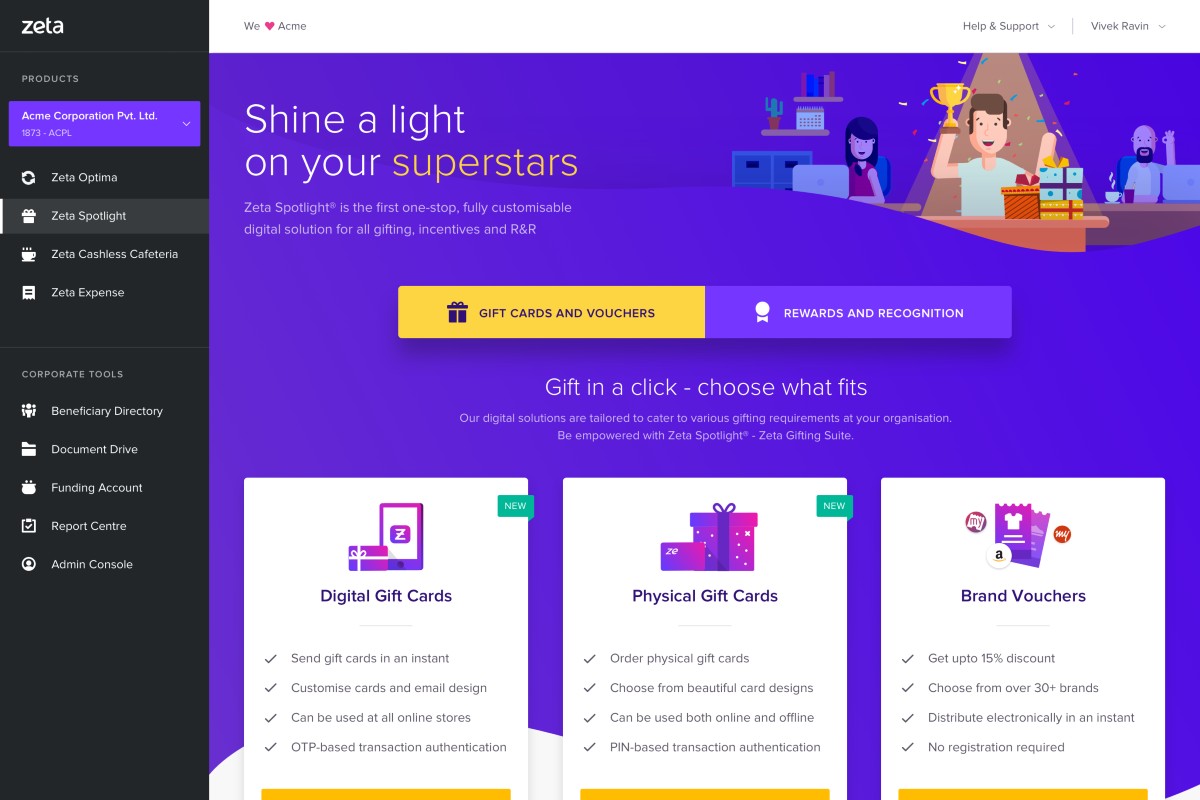 zeta
We ♥ Acme
Help & Support
Vivek Ravin
PRODUCTS
Acme Corporation Pvt. Ltd.
1873 - ACPL
Zeta Optima
Zeta Spotlight
Zeta Cashless Cafeteria
Zeta Expense
CORPORATE TOOLS
Beneficiary Directory
Document Drive
Funding Account
Report Centre
Admin Console
Shine a light
on your superstars
Zeta Spotlight® is the first one-stop, fully customisable
digital solution for all gifting, incentives and R&R
GIFT CARDS AND VOUCHERS
REWARDS AND RECOGNITION
Gift in a click - choose what fits
Our digital solutions are tailored to cater to various gifting requirements at your organisation.
Be empowered with Zeta Spotlight® - Zeta Gifting Suite.
NEW
Z
Digital Gift Cards
Send gift cards in an instant
Customise cards and email design
Can be used at all online stores
OTP-based transaction authentication
NEW
ze
Physical Gift Cards
Order physical gift cards
Choose from beautiful card designs
Can be used both online and offline
PIN-based transaction authentication
my
my
a
Brand Vouchers
Get upto 15% discount
Choose from over 30+ brands
Distribute electronically in an instant
No registration required